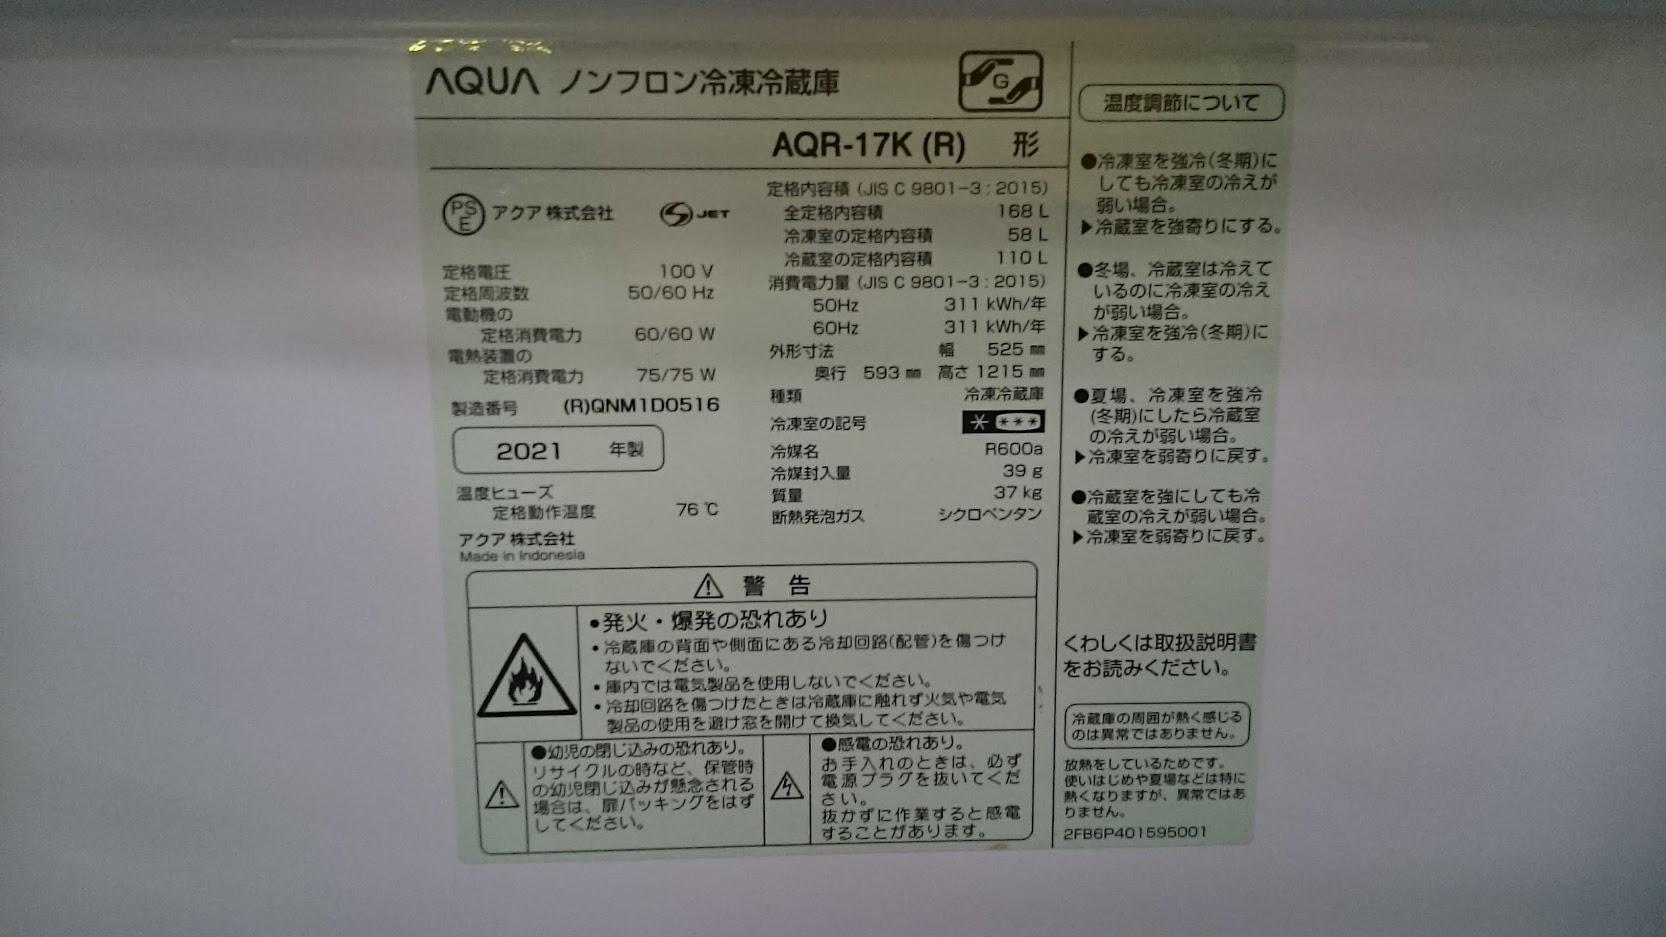 AQUA ノンフロン冷凍冷蔵庫
G
AQR-17K (R) 形
PS
E
アクア 株式会社
S JET
定格電圧 100 V
定格周波数 50/60 Hz
電動機の
定格消費電力 60/60 W
電熱装置の
定格消費電力 75/75 W
製造番号 (R)QNM1D0516
2021 年製
温度ヒューズ
定格動作温度 76 ℃
アクア 株式会社
Made in Indonesia
定格内容積 (JIS C 9801-3 : 2015)
全定格内容積 168 L
冷凍室の定格内容積 58 L
冷蔵室の定格内容積 110 L
消費電力量 (JIS C 9801-3 : 2015)
50Hz 311 kWh/年
60Hz 311 kWh/年
外形寸法 幅 525 ㎜
奥行 593 ㎜ 高さ 1215 ㎜
種類 冷凍冷蔵庫
冷凍室の記号 * ***
冷媒名 R600a
冷媒封入量 39 g
質量 37 kg
断熱発泡ガス シクロペンタン
⚠ 警 告
●発火・爆発の恐れあり
・冷蔵庫の背面や側面にある冷却回路(配管)を傷つけ
ないでください。
・庫内では電気製品を使用しないでください。
・冷却回路を傷つけたときは冷蔵庫に触れず火気や電気
製品の使用を避け窓を開けて換気してください。
●幼児の閉じ込みの恐れあり。
リサイクルの時など、保管時
の幼児閉じ込みが懸念される
場合は、扉パッキングをはず
してください。
●感電の恐れあり。
お手入れのときは、必ず
電源プラグを抜いてくだ
さい。
抜かずに作業すると感電
することがあります。
温度調節について
●冷凍室を強冷(冬期)に
しても冷凍室の冷えが
弱い場合。
▶冷蔵室を強寄りにする。
●冬場、冷蔵室は冷えて
いるのに冷凍室の冷え
が弱い場合。
▶冷凍室を強冷(冬期)に
する。
●夏場、冷凍室を強冷
(冬期)にしたら冷蔵室
の冷えが弱い場合。
▶冷凍室を弱寄りに戻す。
●冷蔵室を強にしても冷
蔵室の冷えが弱い場合。
▶冷凍室を弱寄りに戻す。
くわしくは取扱説明書
をお読みください。
冷蔵庫の周囲が熱く感じる
のは異常ではありません。
放熱をしているためです。
使いはじめや夏場などは特に
熱くなりますが、異常ではあ
りません。
2FB6P401595001